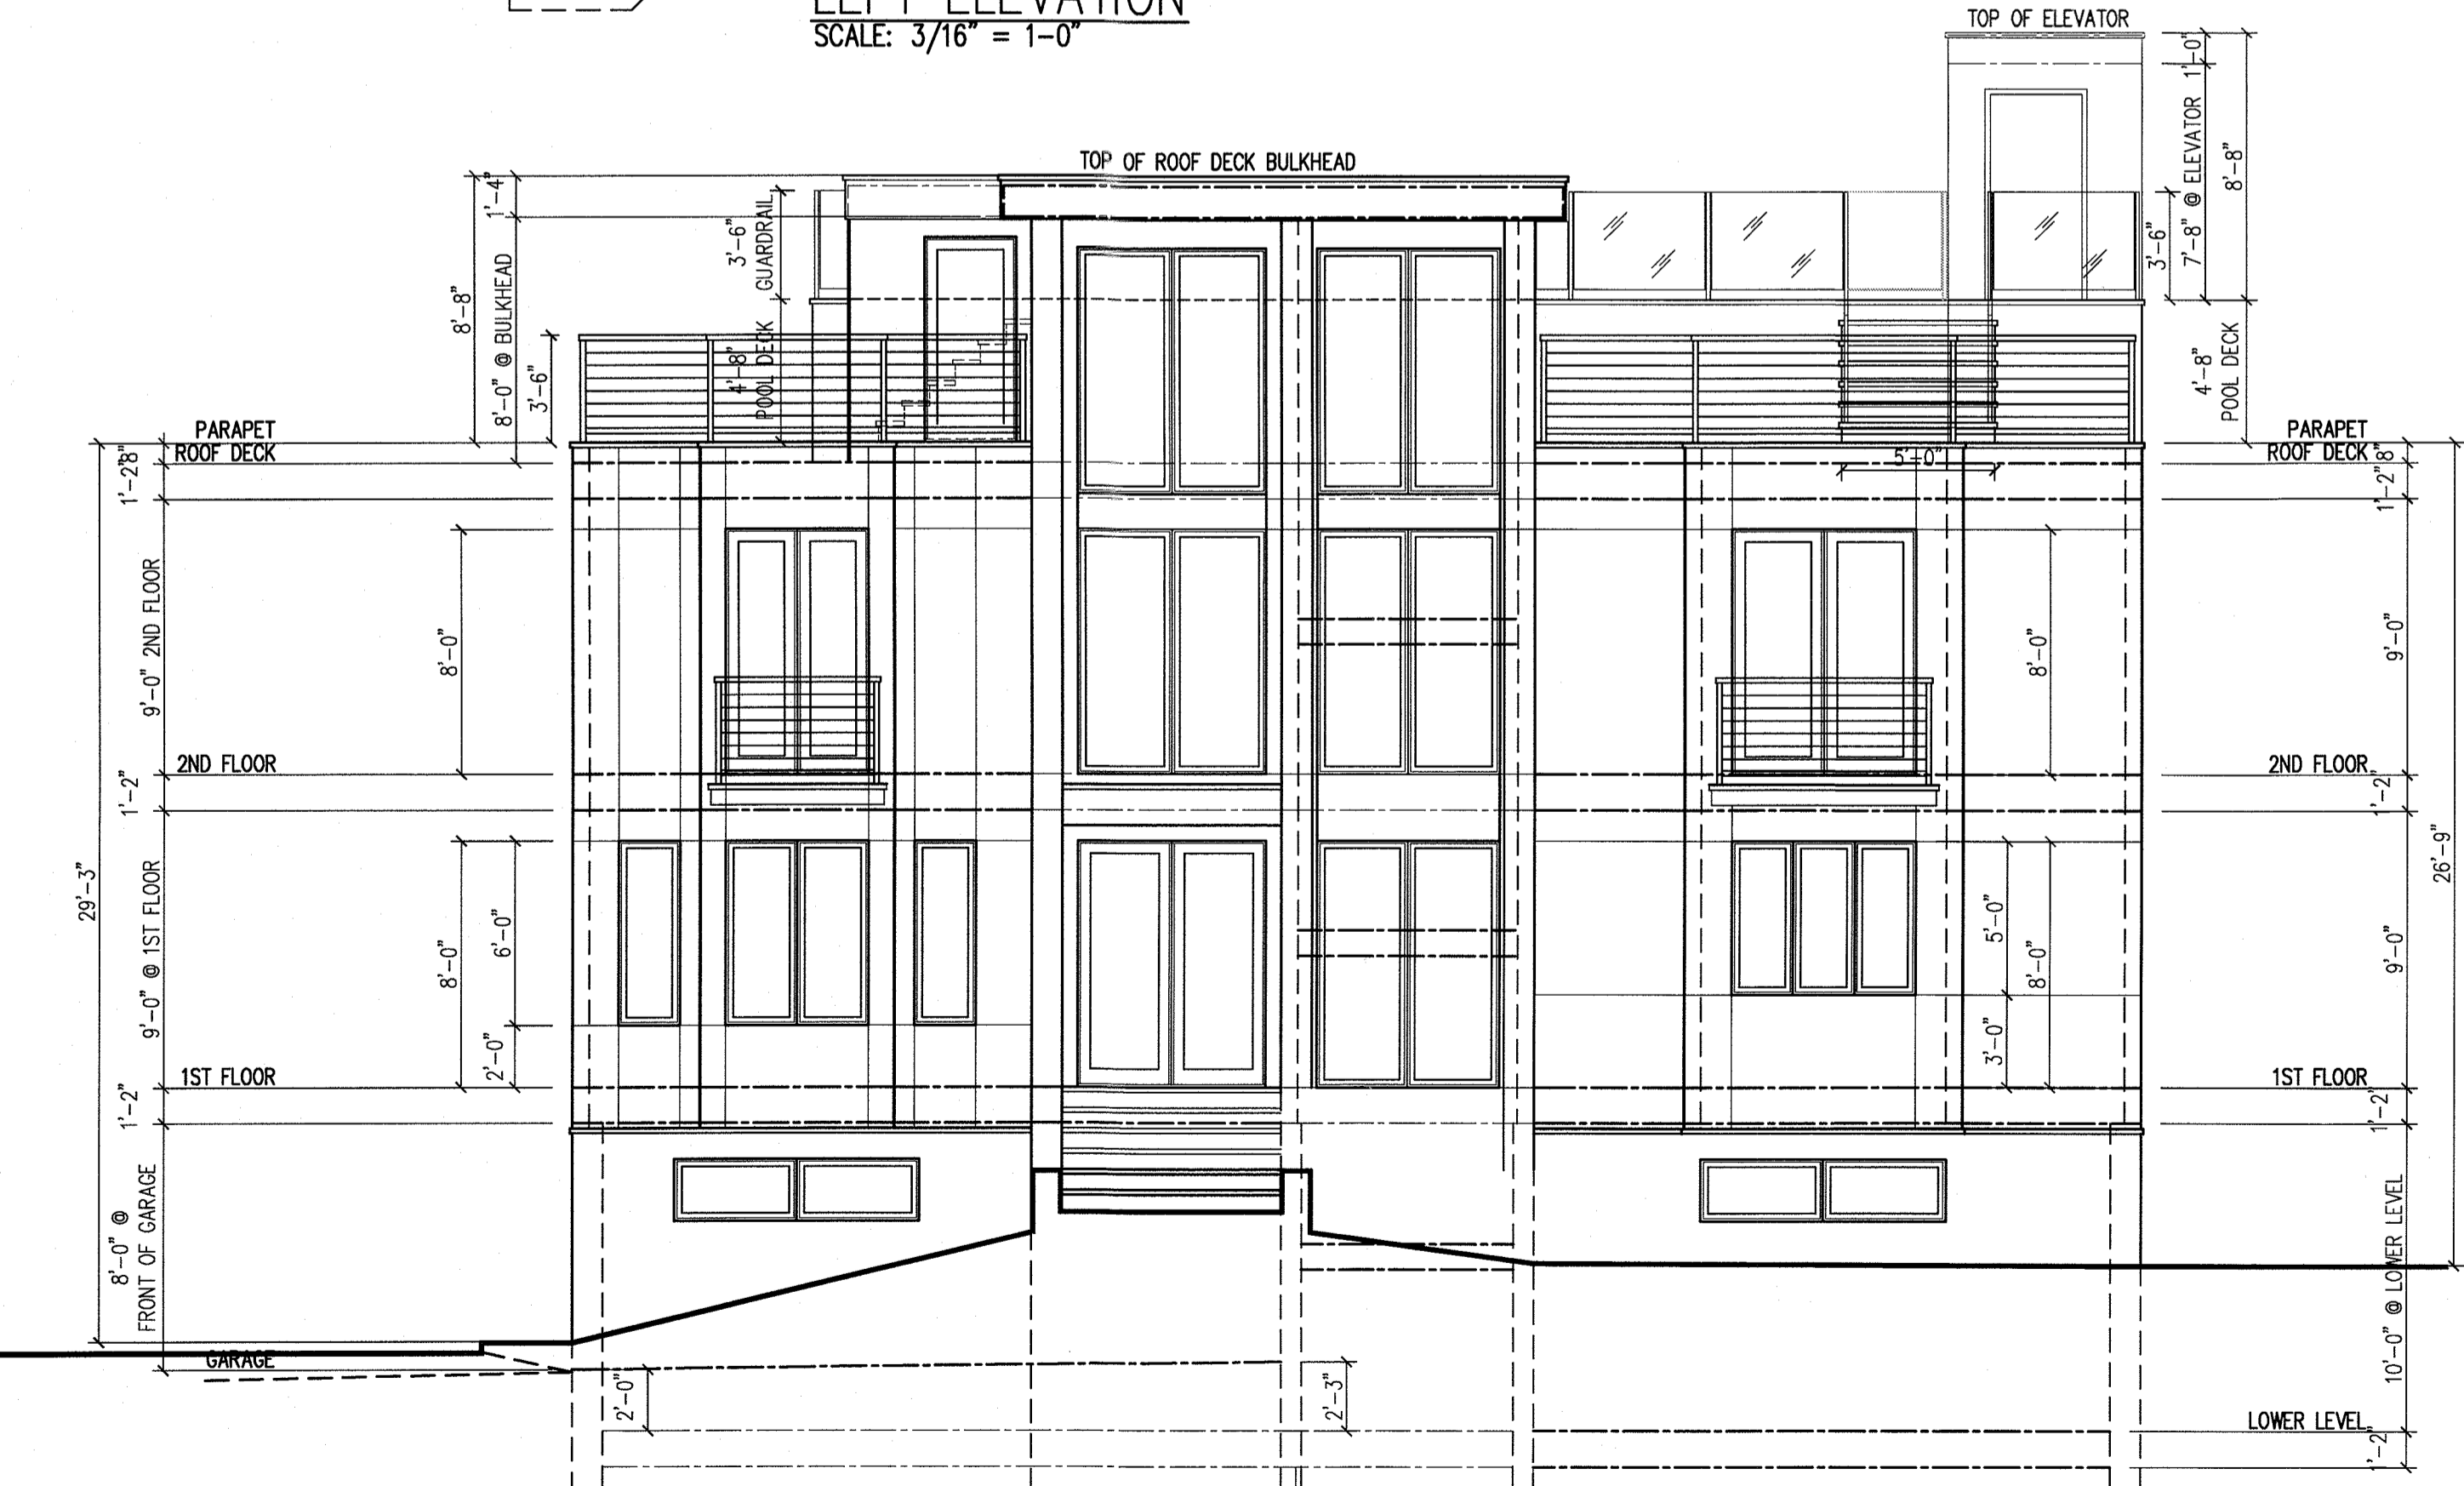 LEFT ELEVATION
SCALE: 3/16" = 1-0"
TOP OF ELEVATOR
1'-0"
7'-8" @ ELEVATOR
8'-8"
3'-6"
4'-8"
POOL DECK
TOP OF ROOF DECK BULKHEAD
8'-8"
1'-4"
8'-0" @ BULKHEAD
3'-6"
3'-6"
GUARDRAIL
4'-8"
POOL DECK
PARAPET
ROOF DECK
8"
1'-2"
9'-0" 2ND FLOOR
8'-0"
2ND FLOOR
1'-2"
29'-3"
9'-0" @ 1ST FLOOR
8'-0"
6'-0"
2'-0"
1ST FLOOR
1'-2"
8'-0" @
FRONT OF GARAGE
GARAGE
2'-0"
2'-3"
PARAPET
ROOF DECK
8"
1'-2"
5'-0"
9'-0"
8'-0"
2ND FLOOR
1'-2"
26'-9"
9'-0"
5'-0"
8'-0"
3'-0"
1ST FLOOR
1'-2"
10'-0" @ LOWER LEVEL
LOWER LEVEL
1'-2"